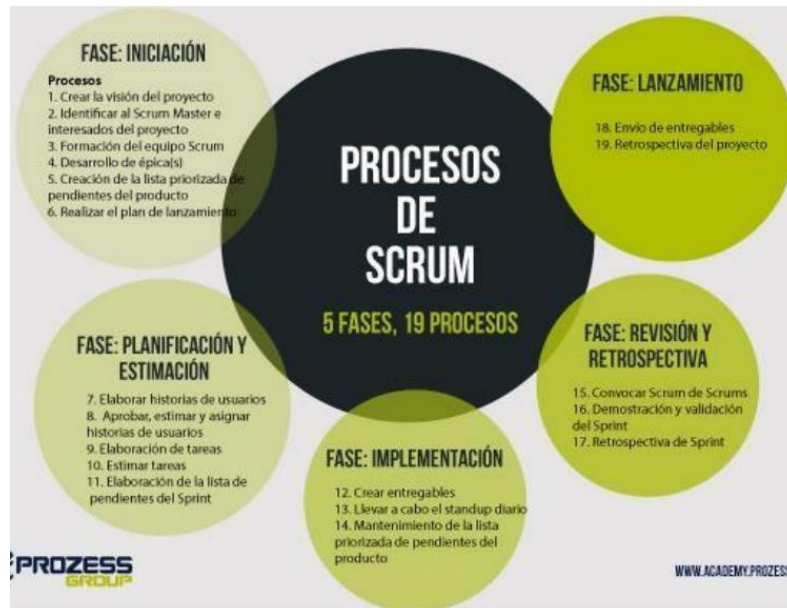 FASE: INICIACIÓN
Procesos
1. Crear la visión del proyecto
2. Identificar al Scrum Master e
interesados del proyecto
3. Formación del equipo Scrum
4. Desarrollo de épica(s)
5. Creación de la lista priorizada de
pendientes del producto
6. Realizar el plan de lanzamiento
PROCESOS
DE
SCRUM
5 FASES, 19 PROCESOS
FASE: LANZAMIENTO
18. Envío de entregables
19. Retrospectiva del proyecto
FASE: PLANIFICACIÓN Y
ESTIMACIÓN
7. Elaborar historias de usuarios
8. Aprobar, estimar y asignar
historias de usuarios
9. Elaboración de tareas
10. Estimar tareas
11. Elaboración de la lista de
pendientes del Sprint
FASE: IMPLEMENTACIÓN
12. Crear entregables
13. Llevar a cabo el standup diario
14. Mantenimiento de la lista
priorizada de pendientes del
producto
FASE: REVISIÓN Y
RETROSPECTIVA
15. Convocar Scrum de Scrums
16. Demostración y validación
del Sprint
17. Retrospectiva de Sprint
PROZESS
GROUP
WWW.ACADEMY.PROZESS